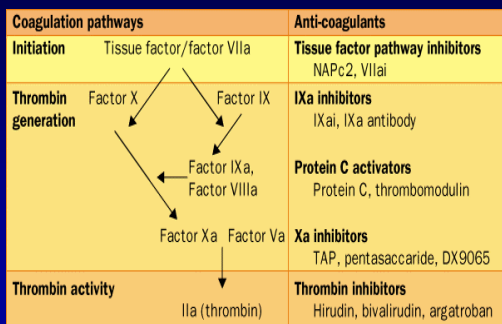 Coagulation pathways
Anti-coagulants
Initiation
Tissue factor/factor VIIa
Tissue factor pathway inhibitors
NAPc2, VIIai
Thrombin generation
Factor X
Factor IX
IXa inhibitors
IXai, IXa antibody
Factor IXa,
Factor VIIIa
Protein C activators
Protein C, thrombomodulin
Factor Xa
Factor Va
Xa inhibitors
TAP, pentasaccaride, DX9065
Thrombin activity
IIa (thrombin)
Thrombin inhibitors
Hirudin, bivalirudin, argatroban